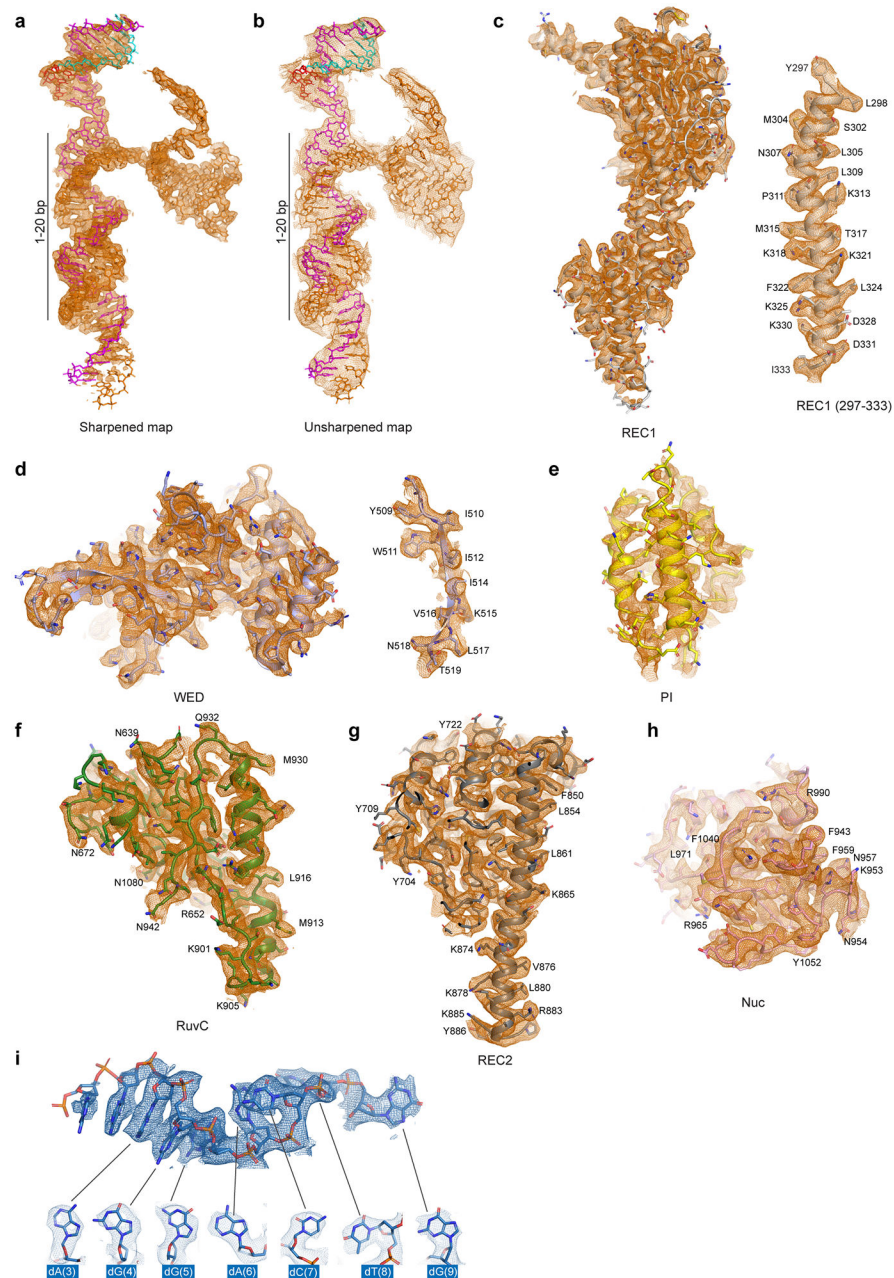 a
b
c
1-20 bp
1-20 bp
Sharpened map
Unsharpened map
REC1
Y297
L298
M304
S302
N307
L305
L309
P311
K313
M315
T317
K318
K321
F322
L324
K325
D328
K330
D331
I333
REC1 (297-333)
d
WED
Y509
I510
W511
I512
I514
V516
K515
N518
L517
T519
e
PI
f
N639
Q932
M930
N672
L916
N1080
R652
M913
N942
K901
K905
RuvC
g
Y722
F850
Y709
L854
L861
Y704
K865
K874
V876
K878
L880
K885
R883
Y886
REC2
h
R990
F1040
F943
L971
F959
N957
K953
R965
N954
Y1052
Nuc
i
dA(3)
dG(4)
dG(5)
dA(6)
dC(7)
dT(8)
dG(9)